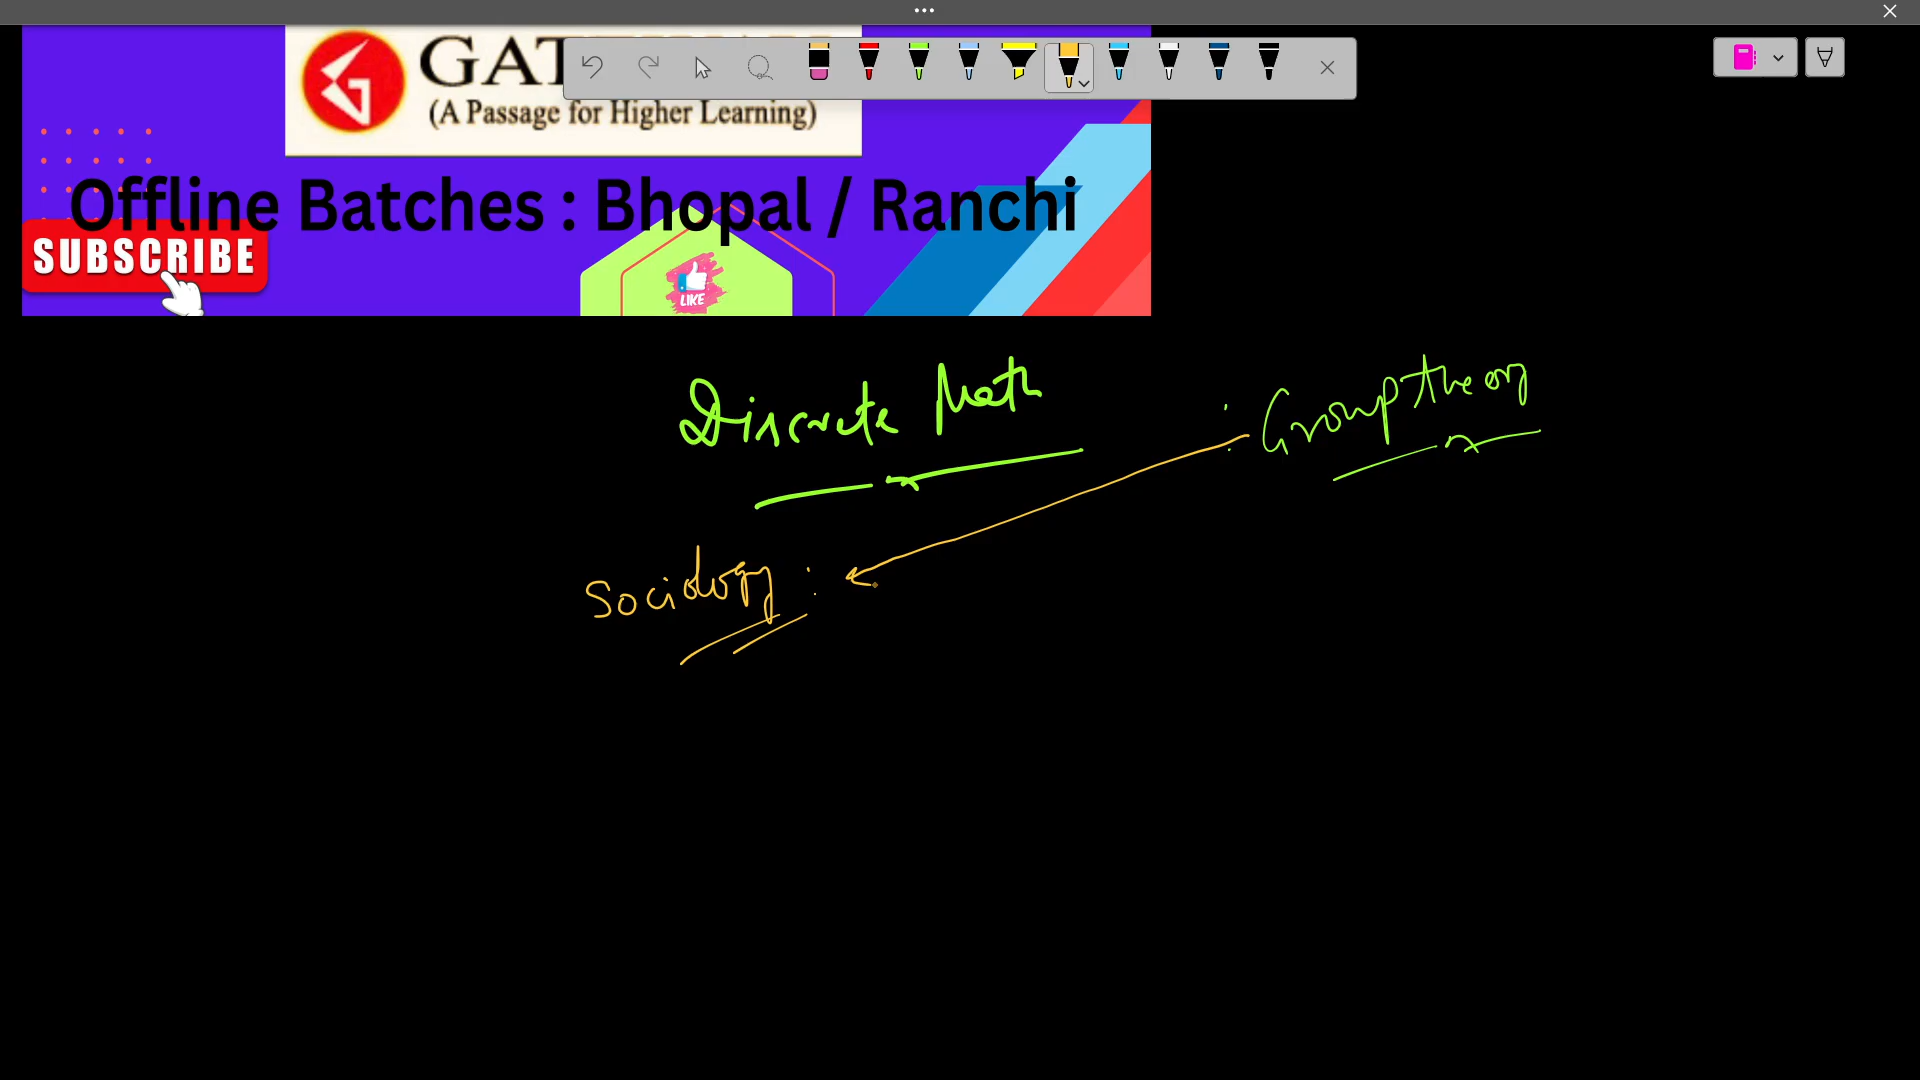 GAT
(A Passage for Higher Learning)
Offline Batches : Bhopal / Ranchi
SUBSCRIBE
LIKE
Discrete Math : Group theory
Sociology :